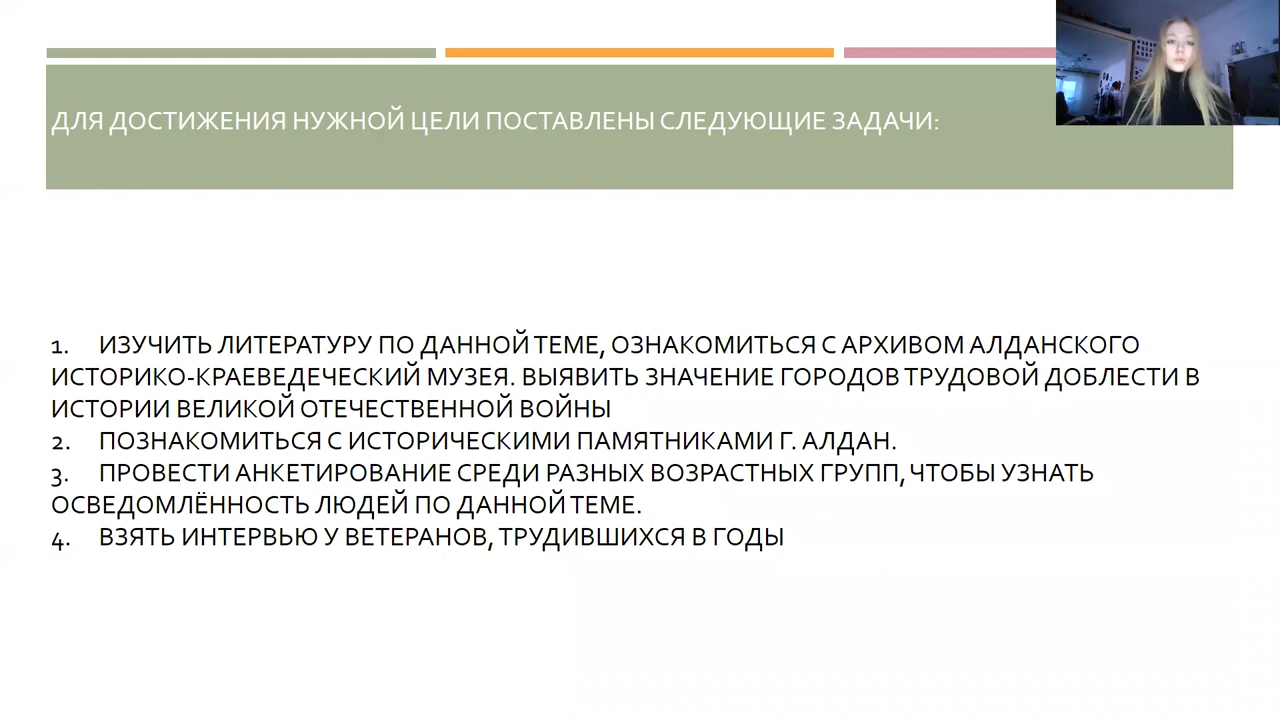 ДЛЯ ДОСТИЖЕНИЯ НУЖНОЙ ЦЕЛИ ПОСТАВЛЕНЫ СЛЕДУЮЩИЕ ЗАДАЧИ:
1. ИЗУЧИТЬ ЛИТЕРАТУРУ ПО ДАННОЙ ТЕМЕ, ОЗНАКОМИТЬСЯ С АРХИВОМ АЛДАНСКОГО
ИСТОРИКО-КРАЕВЕДЕЧЕСКИЙ МУЗЕЯ. ВЫЯВИТЬ ЗНАЧЕНИЕ ГОРОДОВ ТРУДОВОЙ ДОБЛЕСТИ В
ИСТОРИИ ВЕЛИКОЙ ОТЕЧЕСТВЕННОЙ ВОЙНЫ
2. ПОЗНАКОМИТЬСЯ С ИСТОРИЧЕСКИМИ ПАМЯТНИКАМИ Г. АЛДАН.
3. ПРОВЕСТИ АНКЕТИРОВАНИЕ СРЕДИ РАЗНЫХ ВОЗРАСТНЫХ ГРУПП, ЧТОБЫ УЗНАТЬ
ОСВЕДОМЛЁННОСТЬ ЛЮДЕЙ ПО ДАННОЙ ТЕМЕ.
4. ВЗЯТЬ ИНТЕРВЬЮ У ВЕТЕРАНОВ, ТРУДИВШИХСЯ В ГОДЫ